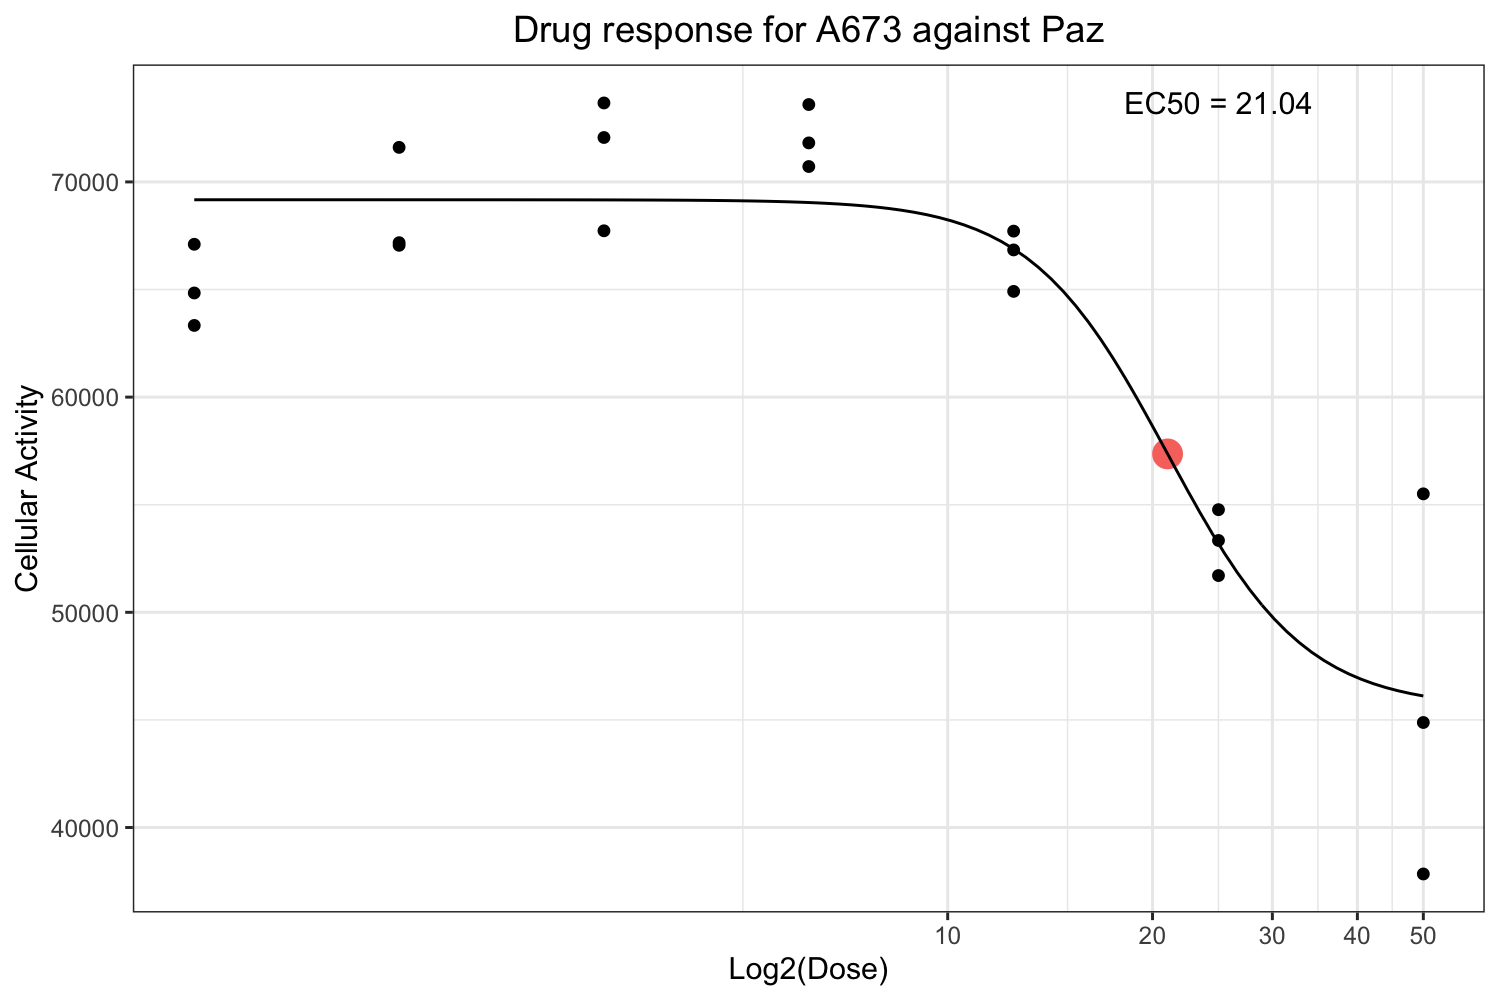 Drug response for A673 against Paz
EC50 = 21.04
70000
60000
50000
40000
Cellular Activity
10 20 30 40 50
Log2(Dose)